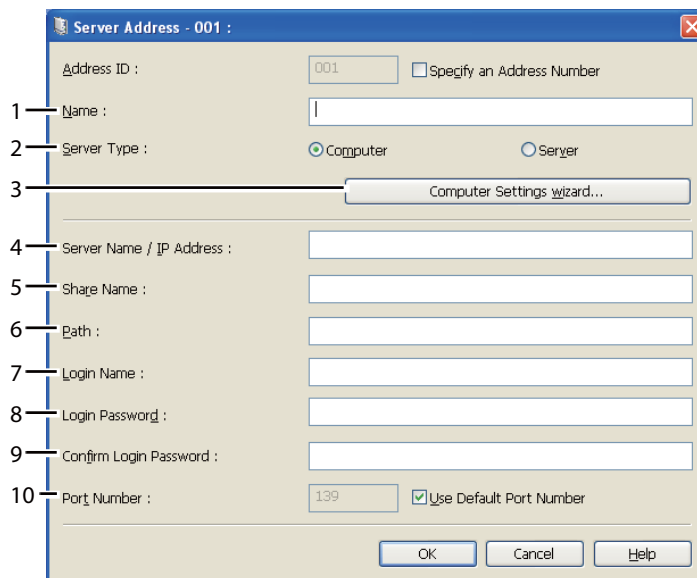 Server Address - 001 :
Address ID : 001 Specify an Address Number
1 Name :
2 Server Type : Computer Server
3 Computer Settings wizard...
4 Server Name / IP Address :
5 Share Name :
6 Path :
7 Login Name :
8 Login Password :
9 Confirm Login Password :
10 Port Number : 139 Use Default Port Number
OK Cancel Help